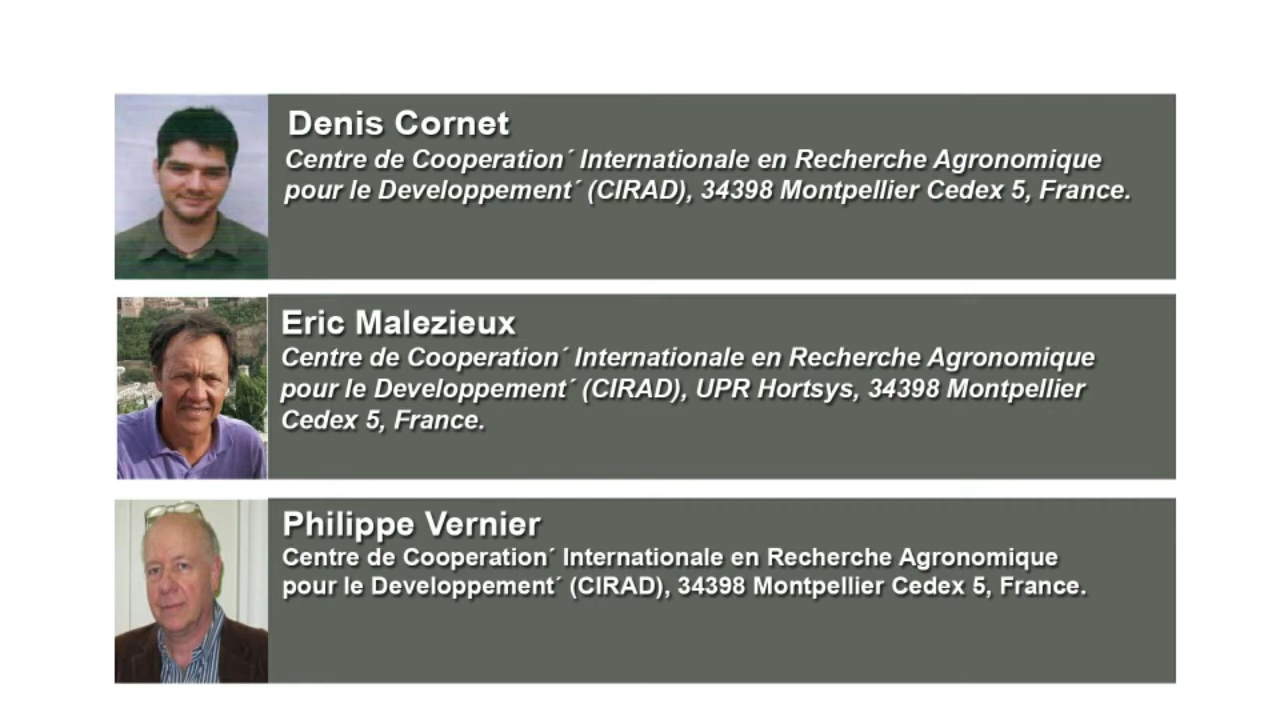 Denis Cornet
Centre de Cooperation´ Internationale en Recherche Agronomique
pour le Developpement´ (CIRAD), 34398 Montpellier Cedex 5, France.
Eric Malezieux
Centre de Cooperation´ Internationale en Recherche Agronomique
pour le Developpement´ (CIRAD), UPR Hortsys, 34398 Montpellier
Cedex 5, France.
Philippe Vernier
Centre de Cooperation´ Internationale en Recherche Agronomique
pour le Developpement´ (CIRAD), 34398 Montpellier Cedex 5, France.